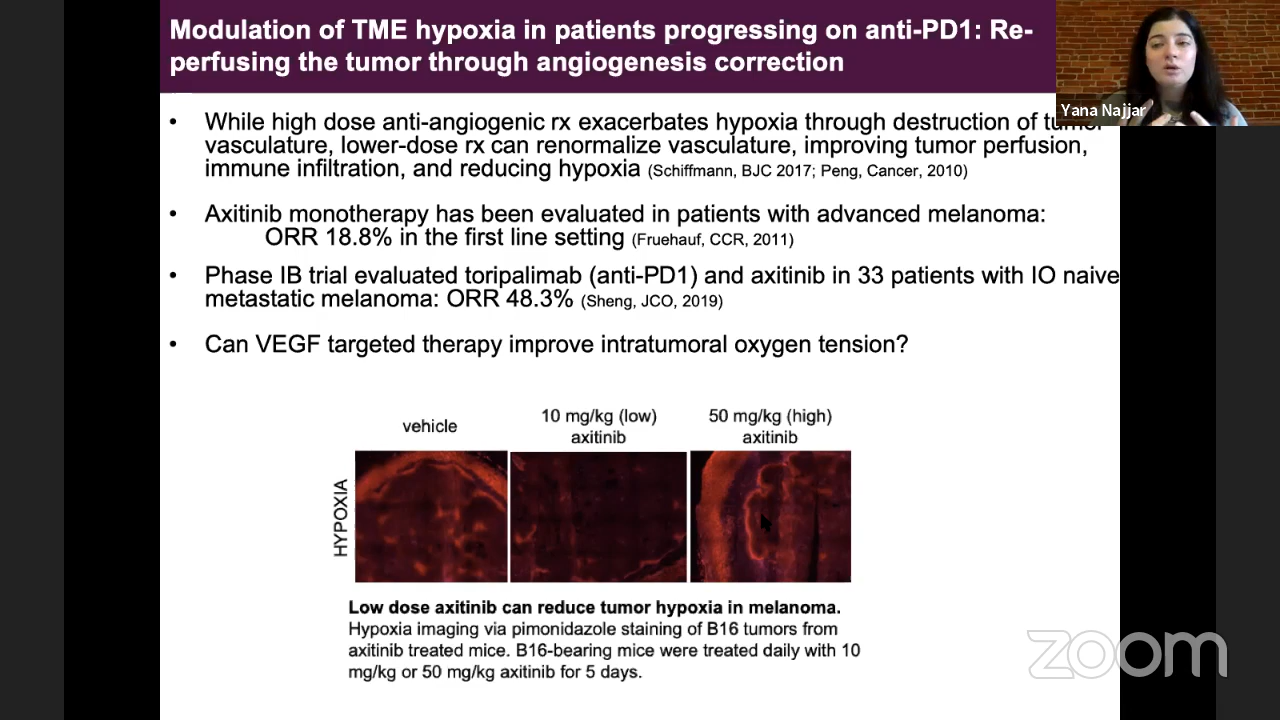 Modulation of TME hypoxia in patients progressing on anti-PD1: Re-
perfusing the tumor through angiogenesis correction
Yana Najjar
• While high dose anti-angiogenic rx exacerbates hypoxia through destruction of tumor
vasculature, lower-dose rx can renormalize vasculature, improving tumor perfusion,
immune infiltration, and reducing hypoxia (Schiffmann, BJC 2017; Peng, Cancer, 2010)
• Axitinib monotherapy has been evaluated in patients with advanced melanoma:
ORR 18.8% in the first line setting (Fruehauf, CCR, 2011)
• Phase IB trial evaluated toripalimab (anti-PD1) and axitinib in 33 patients with IO naive
metastatic melanoma: ORR 48.3% (Sheng, JCO, 2019)
• Can VEGF targeted therapy improve intratumoral oxygen tension?
vehicle
10 mg/kg (low)
axitinib
50 mg/kg (high)
axitinib
HYPOXIA
Low dose axitinib can reduce tumor hypoxia in melanoma.
Hypoxia imaging via pimonidazole staining of B16 tumors from
axitinib treated mice. B16-bearing mice were treated daily with 10
mg/kg or 50 mg/kg axitinib for 5 days.
zoom